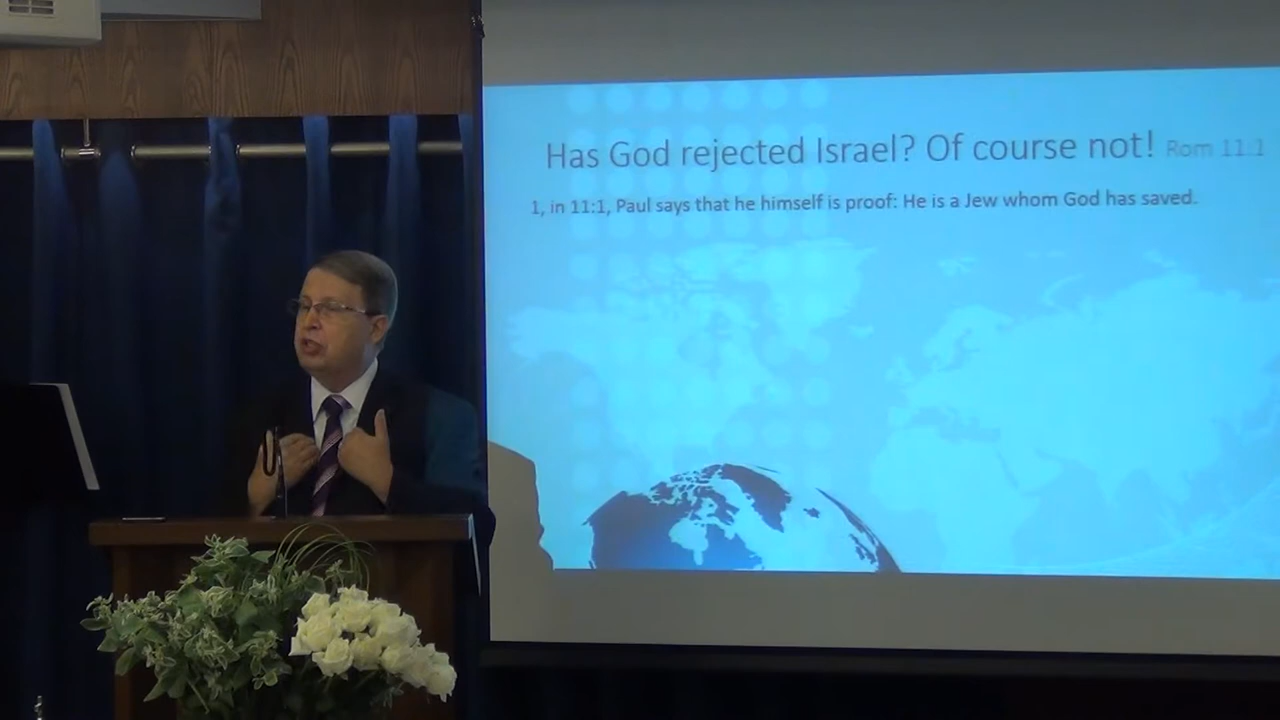 Has God rejected Israel? Of course not! Rom 11:1
1, in 11:1, Paul says that he himself is proof: He is a Jew whom God has saved.